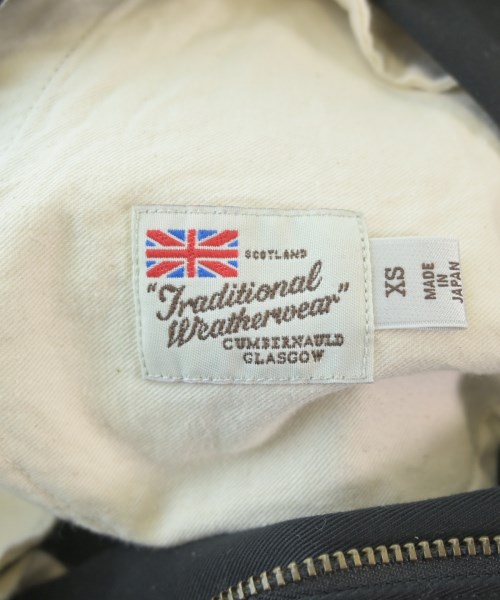 SCOTLAND
"Traditional
Weatherwear"
CUMBERNAULD
GLASGOW
XS
MADE
IN
JAPAN